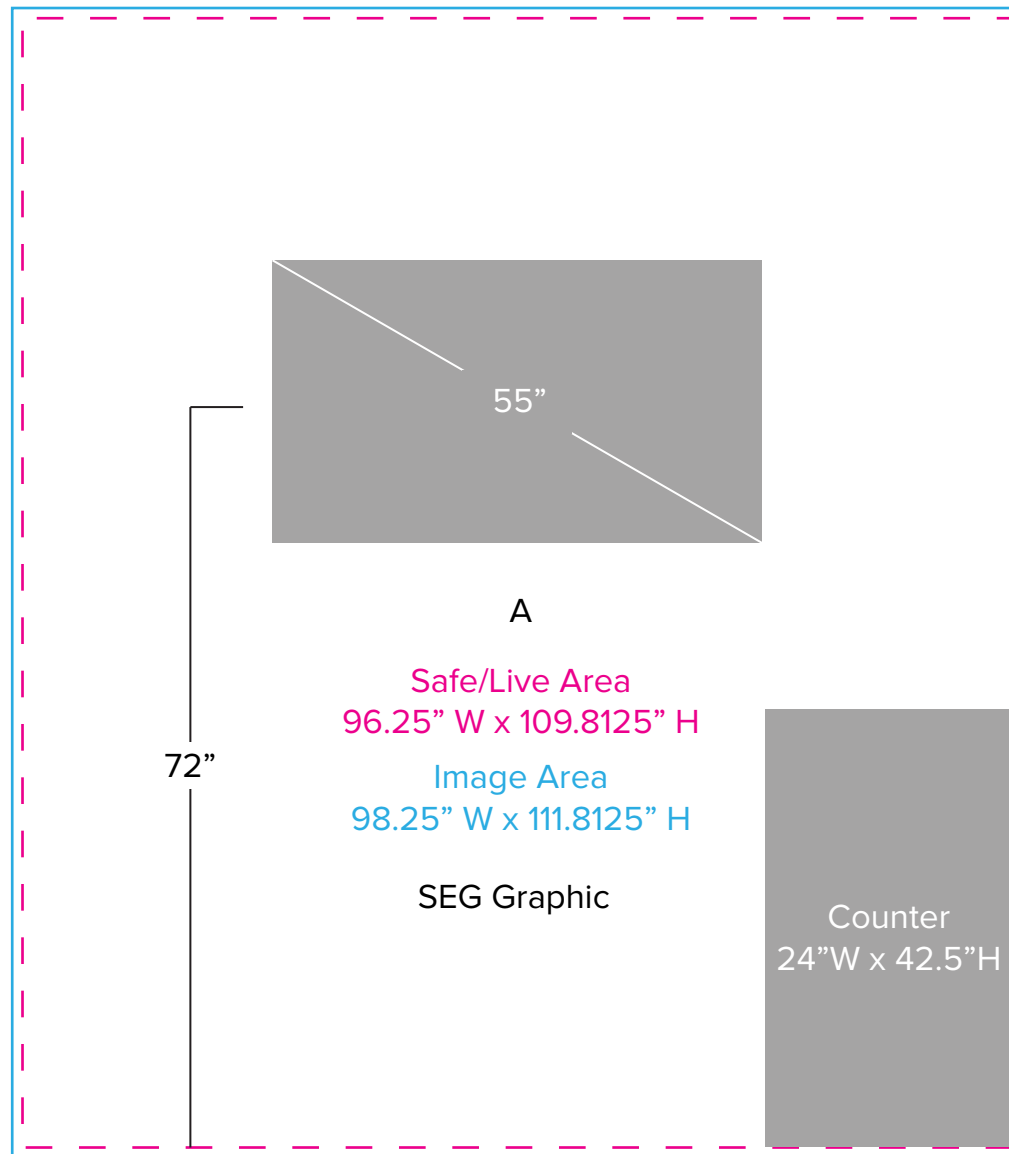 55”
A
Safe/Live Area
96.25” W x 109.8125” H
72”
Image Area
98.25” W x 111.8125” H
SEG Graphic
Counter
24”W x 42.5”H